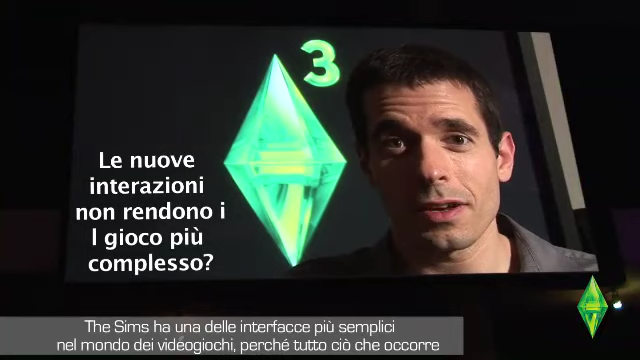 3
Le nuove
interazioni
non rendono i
l gioco più
complesso?
The Sims ha una delle interfacce più semplici
nel mondo dei videogiochi, perché tutto ciò che occorre